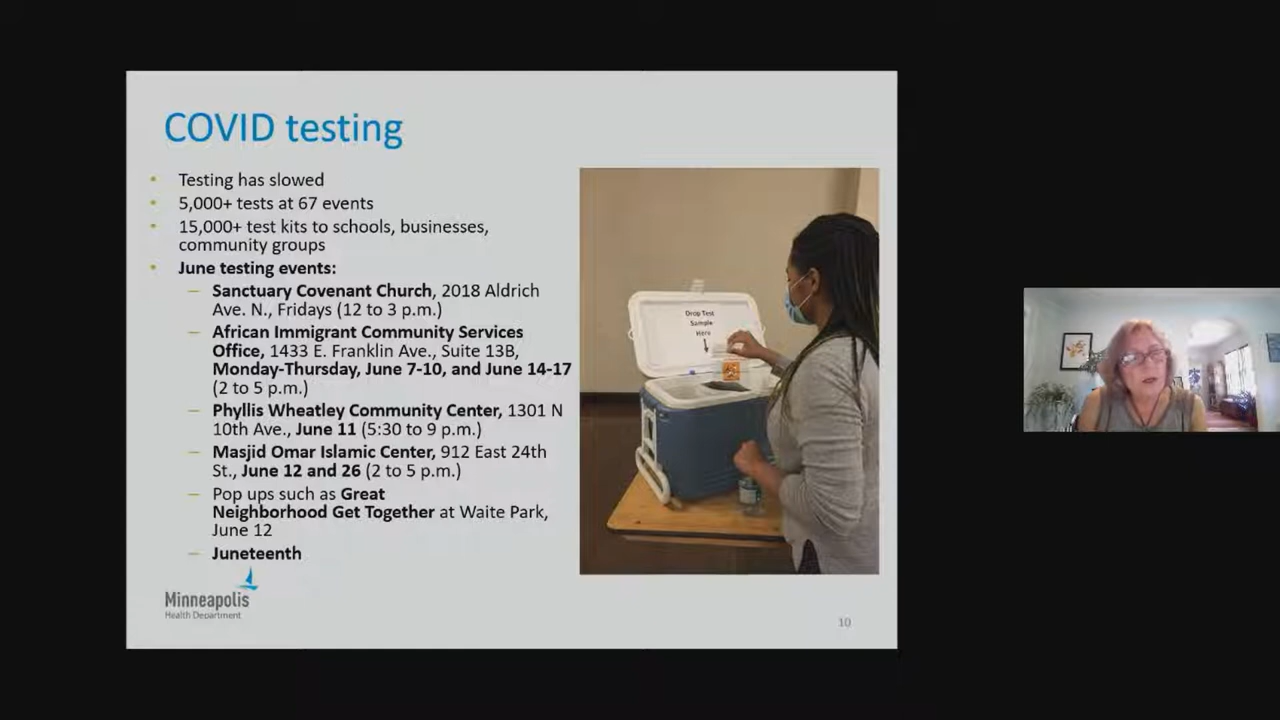 COVID testing
• Testing has slowed
• 5,000+ tests at 67 events
• 15,000+ test kits to schools, businesses,
community groups
• June testing events:
– Sanctuary Covenant Church, 2018 Aldrich
Ave. N., Fridays (12 to 3 p.m.)
– African Immigrant Community Services
Office, 1433 E. Franklin Ave., Suite 13B,
Monday-Thursday, June 7-10, and June 14-17
(2 to 5 p.m.)
– Phyllis Wheatley Community Center, 1301 N
10th Ave., June 11 (5:30 to 9 p.m.)
– Masjid Omar Islamic Center, 912 East 24th
St., June 12 and 26 (2 to 5 p.m.)
– Pop ups such as Great
Neighborhood Get Together at Waite Park,
June 12
– Juneteenth
Drop Test
Sample
Here
Minneapolis
Health Department
10